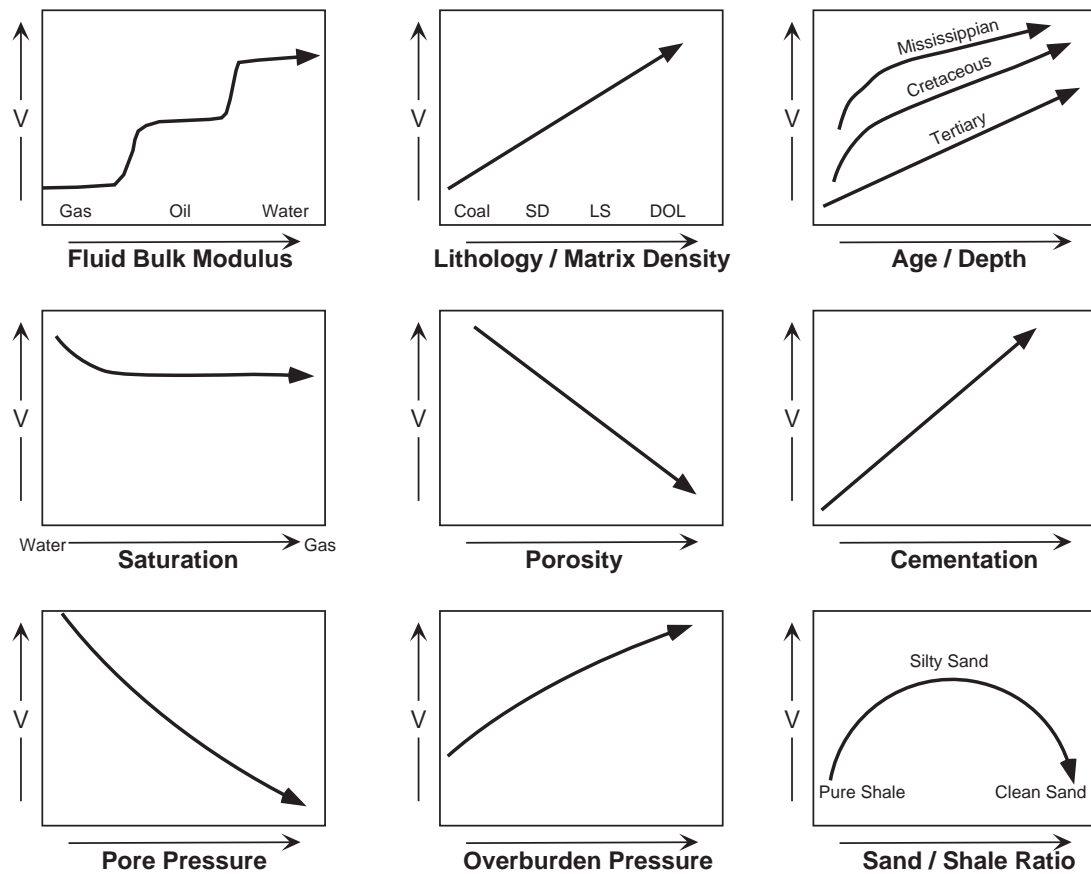 V
Gas Oil Water
Fluid Bulk Modulus
V
Coal SD LS DOL
Lithology / Matrix Density
V
Mississippian
Cretaceous
Tertiary
Age / Depth
V
Water Gas
Saturation
V
Porosity
V
Cementation
V
Pore Pressure
V
Overburden Pressure
V
Silty Sand
Pure Shale Clean Sand
Sand / Shale Ratio